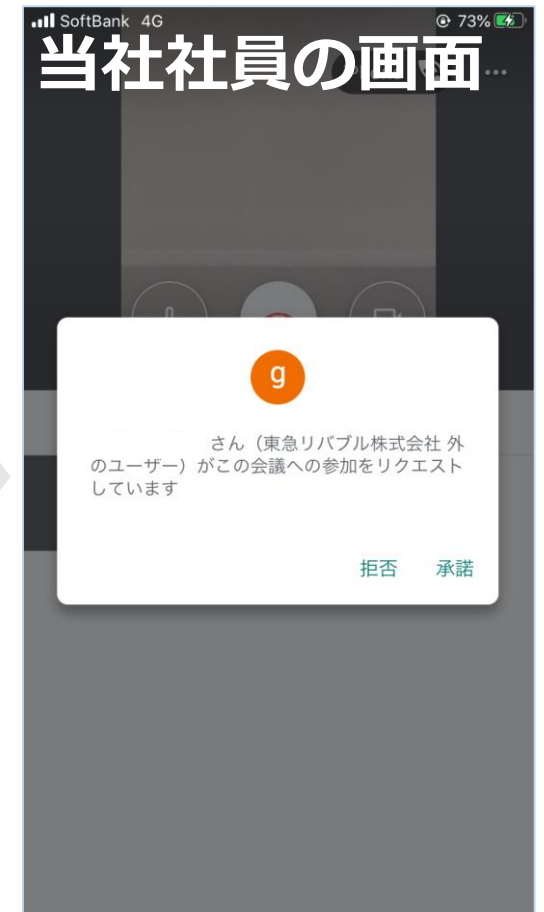 SoftBank 4G 73%
当社社員の画面
g
さん（東急リバブル株式会社 外
のユーザー）がこの会議への参加をリクエスト
しています
拒否 承諾